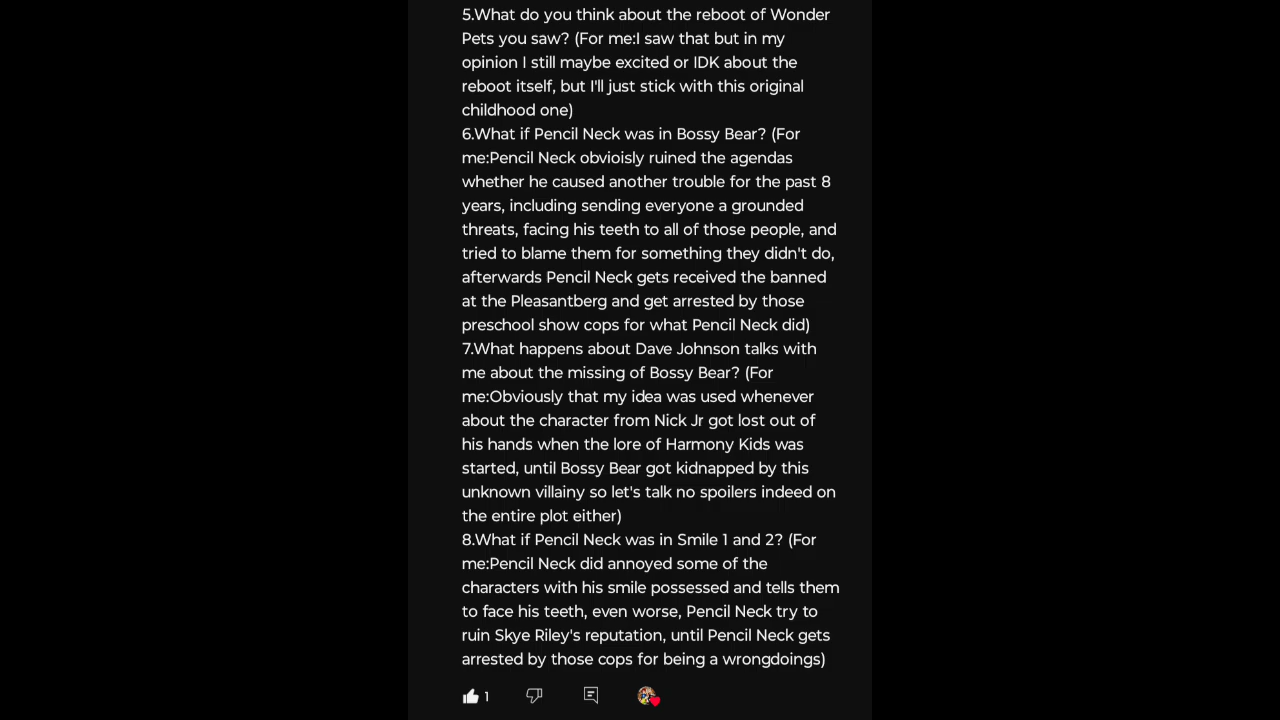 5.What do you think about the reboot of Wonder
Pets you saw? (For me:I saw that but in my
opinion I still maybe excited or IDK about the
reboot itself, but I'll just stick with this original
childhood one)
6.What if Pencil Neck was in Bossy Bear? (For
me:Pencil Neck obvioisly ruined the agendas
whether he caused another trouble for the past 8
years, including sending everyone a grounded
threats, facing his teeth to all of those people, and
tried to blame them for something they didn't do,
afterwards Pencil Neck gets received the banned
at the Pleasantberg and get arrested by those
preschool show cops for what Pencil Neck did)
7.What happens about Dave Johnson talks with
me about the missing of Bossy Bear? (For
me:Obviously that my idea was used whenever
about the character from Nick Jr got lost out of
his hands when the lore of Harmony Kids was
started, until Bossy Bear got kidnapped by this
unknown villainy so let's talk no spoilers indeed on
the entire plot either)
8.What if Pencil Neck was in Smile 1 and 2? (For
me:Pencil Neck did annoyed some of the
characters with his smile possessed and tells them
to face his teeth, even worse, Pencil Neck try to
ruin Skye Riley's reputation, until Pencil Neck gets
arrested by those cops for being a wrongdoings)
1